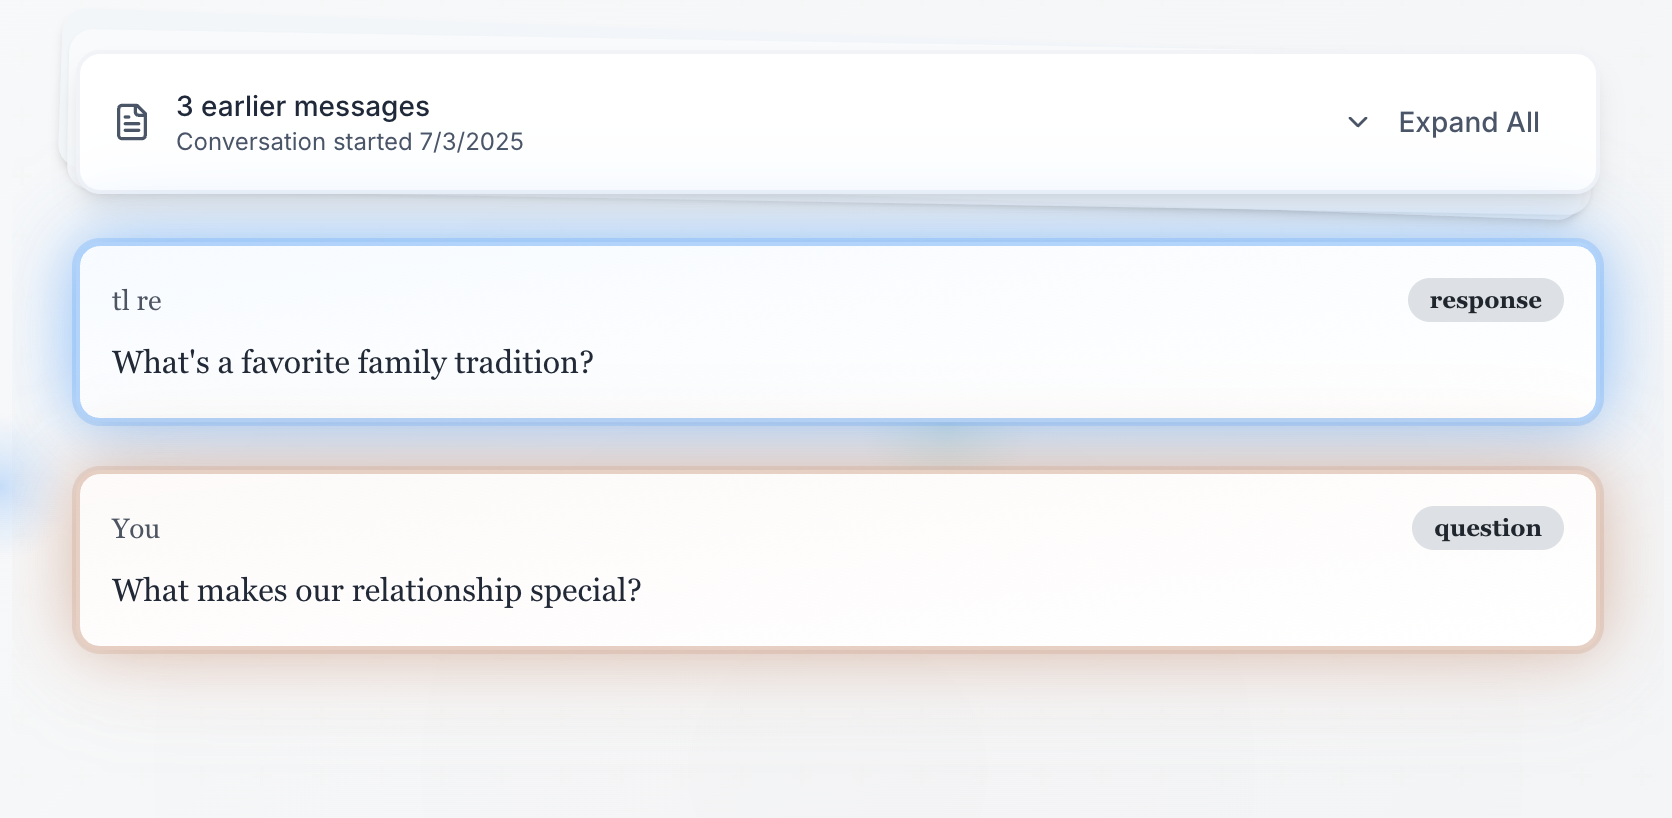 3 earlier messages
Conversation started 7/3/2025
Expand All
tl re
response
What's a favorite family tradition?
You
question
What makes our relationship special?